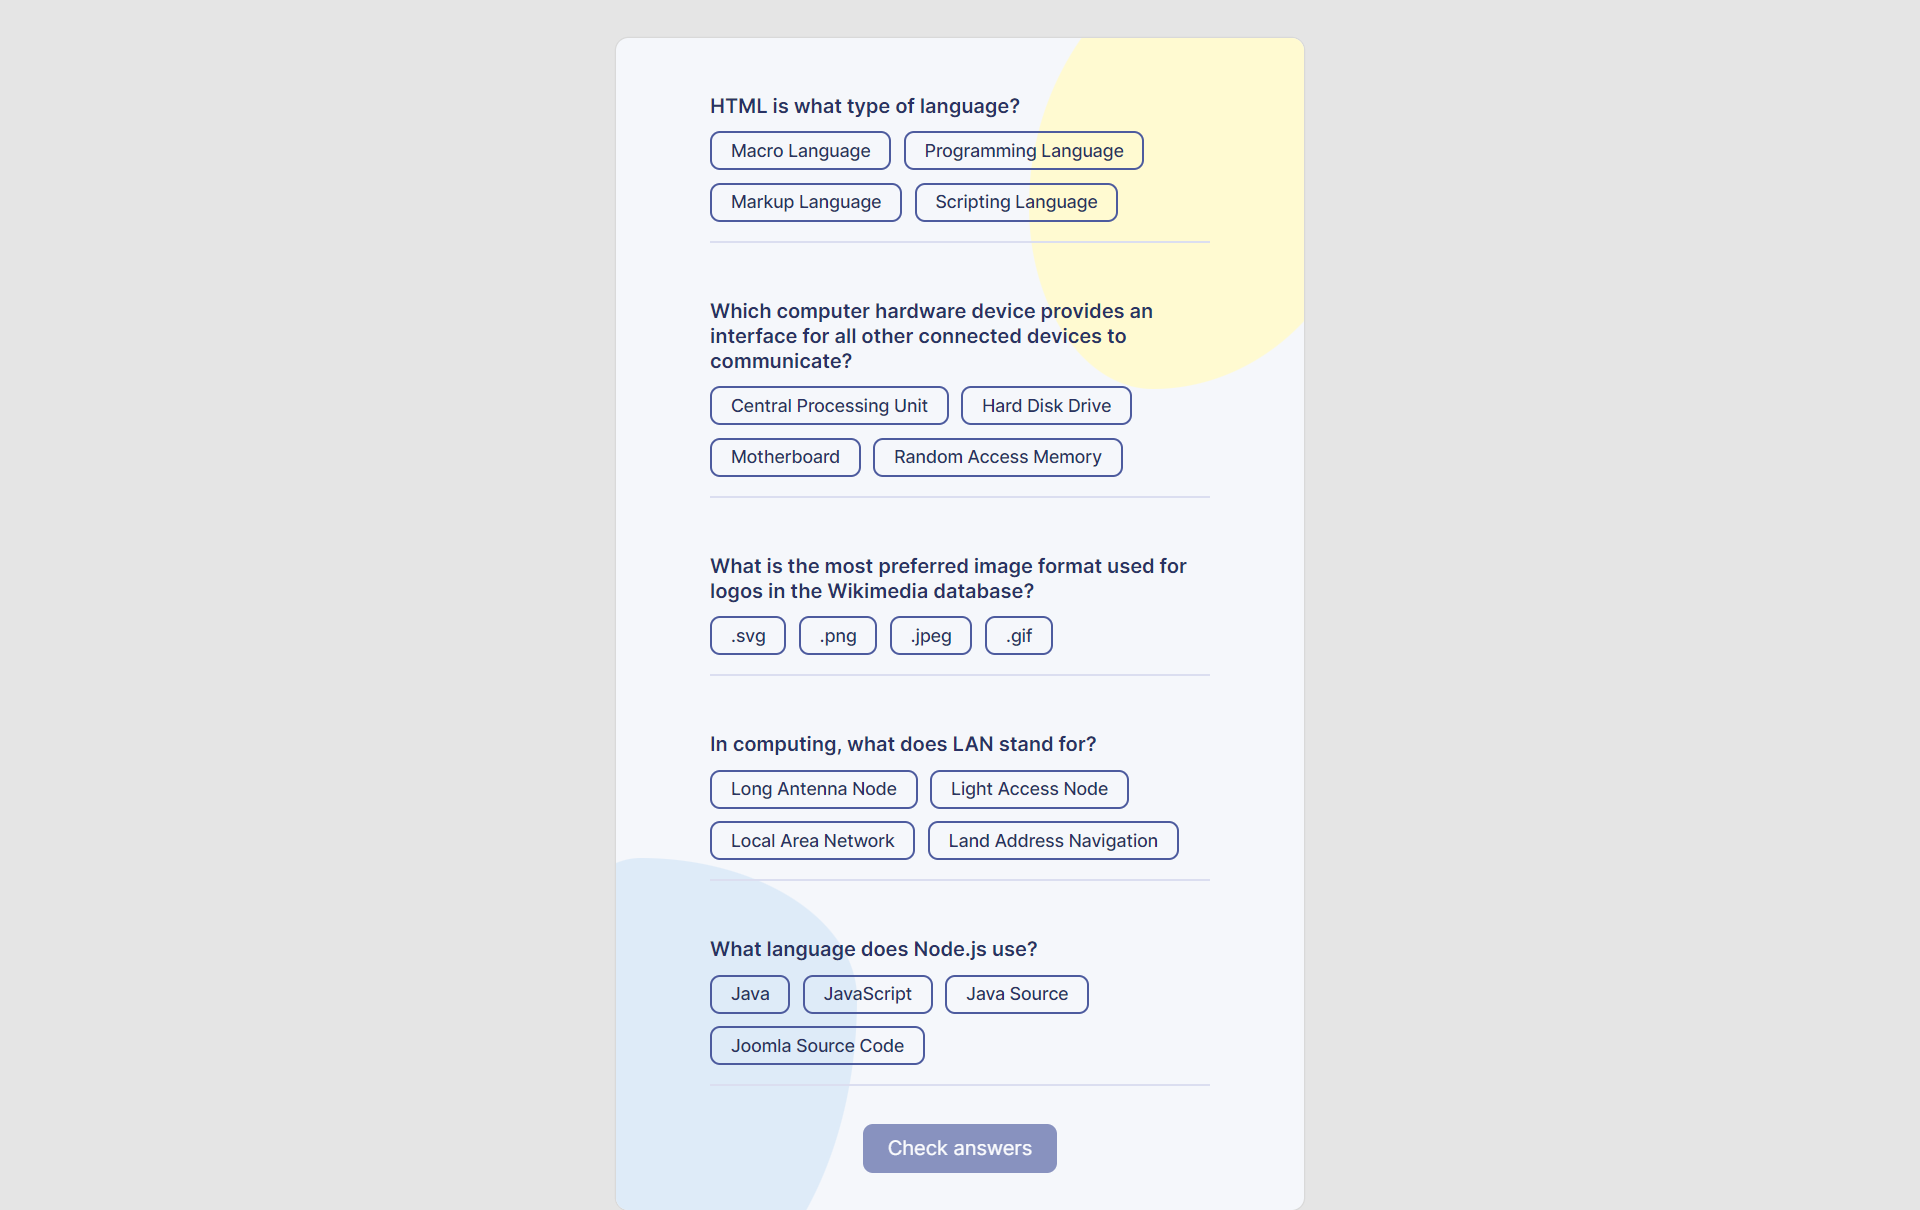 HTML is what type of language?
Macro Language
Programming Language
Markup Language
Scripting Language
Which computer hardware device provides an
interface for all other connected devices to
communicate?
Central Processing Unit
Hard Disk Drive
Motherboard
Random Access Memory
What is the most preferred image format used for
logos in the Wikimedia database?
.svg
.png
.jpeg
.gif
In computing, what does LAN stand for?
Long Antenna Node
Light Access Node
Local Area Network
Land Address Navigation
What language does Node.js use?
Java
JavaScript
Java Source
Joomla Source Code
Check answers